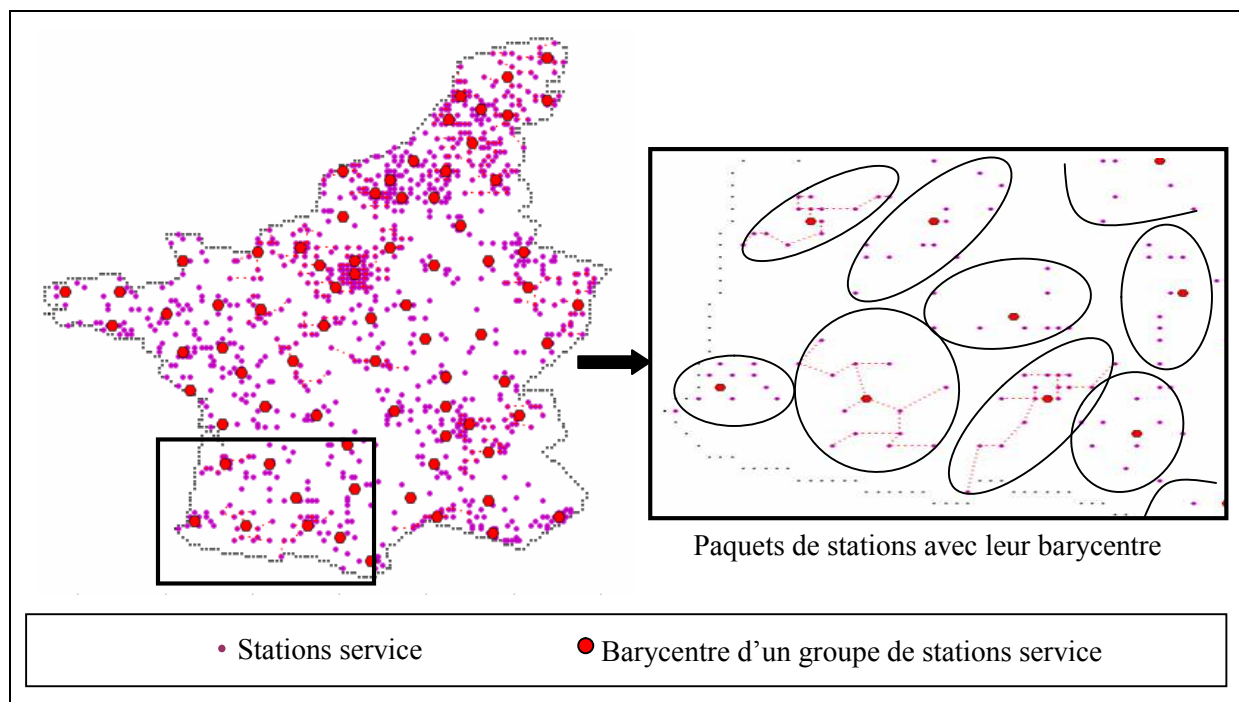 Paquets de stations avec leur barycentre
Stations service
Barycentre d'un groupe de stations service